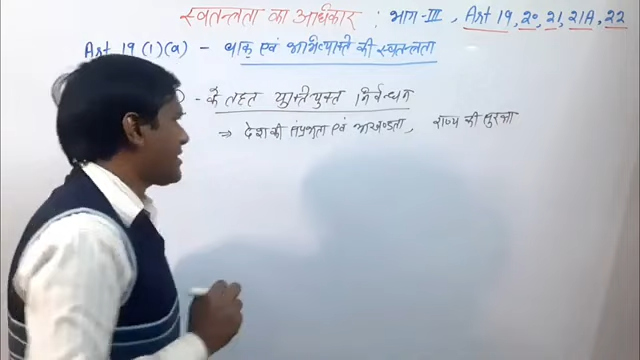 स्वतन्त्रता का अधिकार : भाग-III, Art 19, 20, 21, 21A, 22
Art 19 (1) (a) - वाक् एवं अभिव्यक्ति की स्वतन्त्रता
) - के तहत युक्तियुक्त निर्बन्धन
⇒ देश की संप्रभुता एवं अखण्डता, राज्य की सुरक्षा